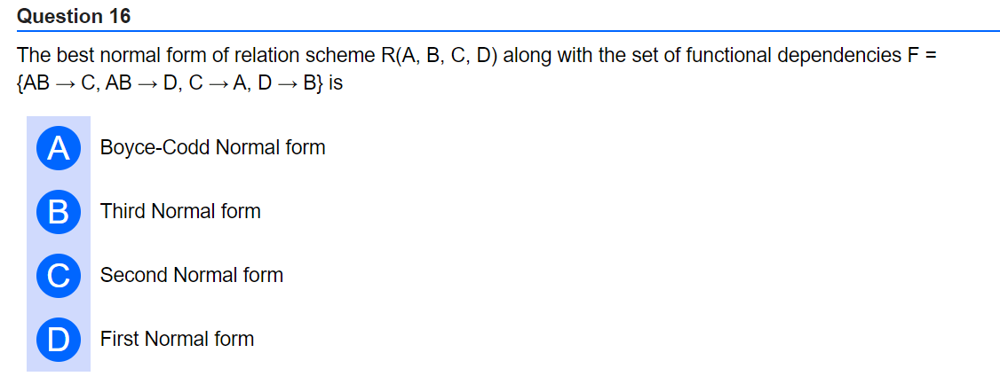 Question 16
The best normal form of relation scheme R(A, B, C, D) along with the set of functional dependencies F =
{AB → C, AB → D, C → A, D → B} is
A Boyce-Codd Normal form
B Third Normal form
C Second Normal form
D First Normal form